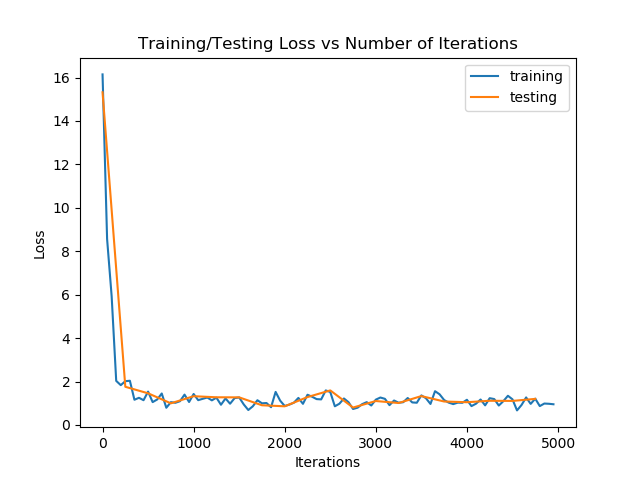 Training/Testing Loss vs Number of Iterations
training
testing
Loss
16
14
12
10
8
6
4
2
0
0 1000 2000 3000 4000 5000
Iterations